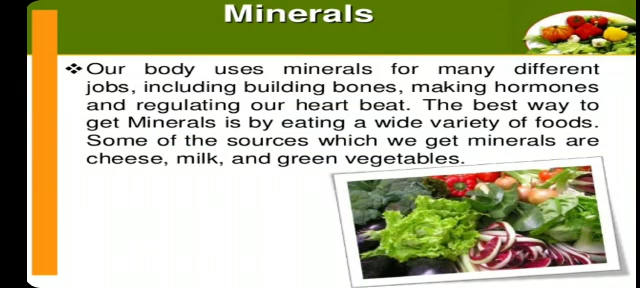 Minerals
❖Our body uses minerals for many different
jobs, including building bones, making hormones
and regulating our heart beat. The best way to
get Minerals is by eating a wide variety of foods.
Some of the sources which we get minerals are
cheese, milk, and green vegetables.